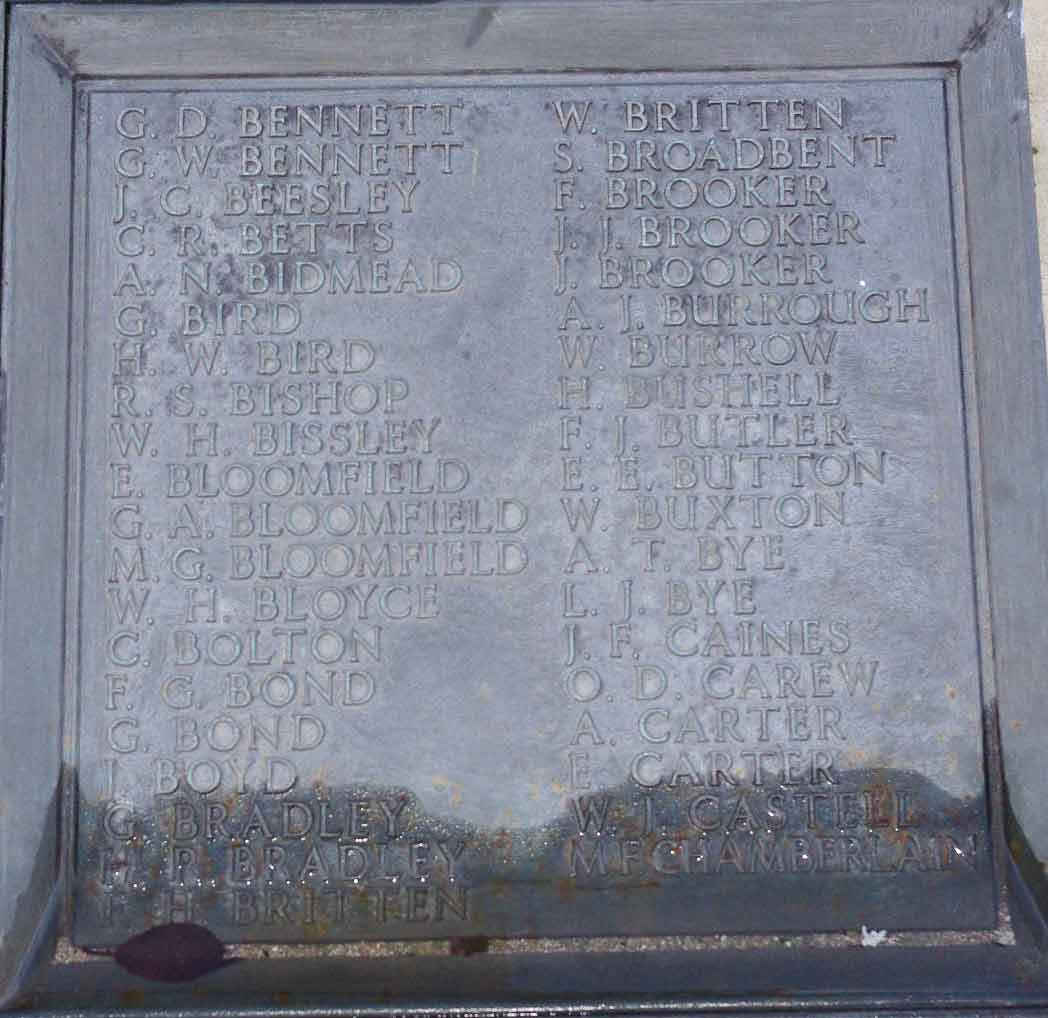 G. D. BENNETT
G. W. BENNETT
J. C. BEESLEY
C. R. BETTS
A. N. BIDMEAD
G. BIRD
H. W. BIRD
R. S. BISHOP
W. H. BISSLEY
E. BLOOMFIELD
G. A. BLOOMFIELD
M. G. BLOOMFIELD
W. H. BLOYCE
C. BOLTON
F. G. BOND
G. BOND
BOYD
G. BRADLEY
H. R. BRADLEY
H. BRITTEN
W. BRITTEN
S. BROADBENT
F. BROOKER
J. J. BROOKER
J. BROOKER
A. J. BURROUGH
W. BURROW
H. BUSHELL
F. J. BUTLER
E. E. BUTTON
W. BUXTON
A. T. BYE
L. J. BYE
J. F. CAINES
O. D. CAREW
A. CARTER
E. CARTER
W. J. CASTELL
M F CHAMBERLAIN